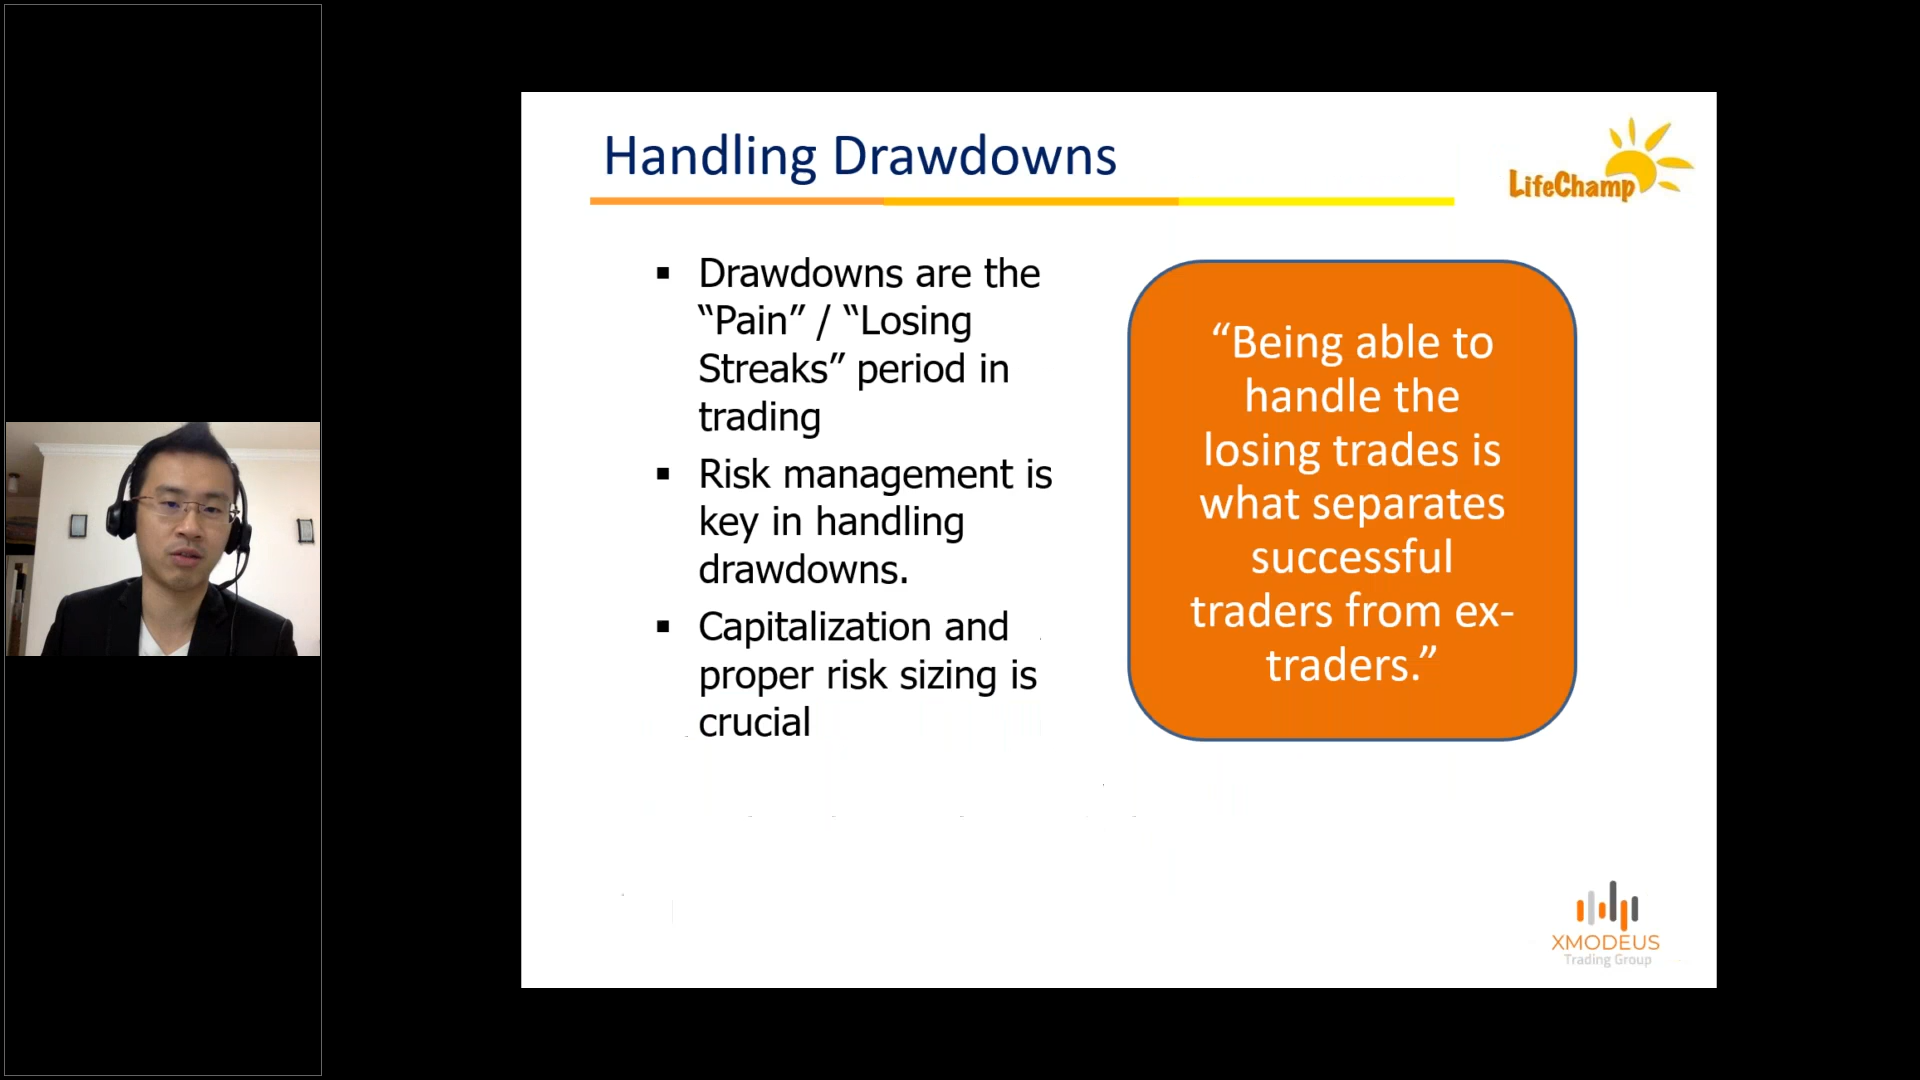 Handling Drawdowns
LifeChamp
▪ Drawdowns are the
“Pain” / “Losing
Streaks” period in
trading
▪ Risk management is
key in handling
drawdowns.
▪ Capitalization and
proper risk sizing is
crucial
“Being able to
handle the
losing trades is
what separates
successful
traders from ex-
traders.”
XMODEUS
Trading Group